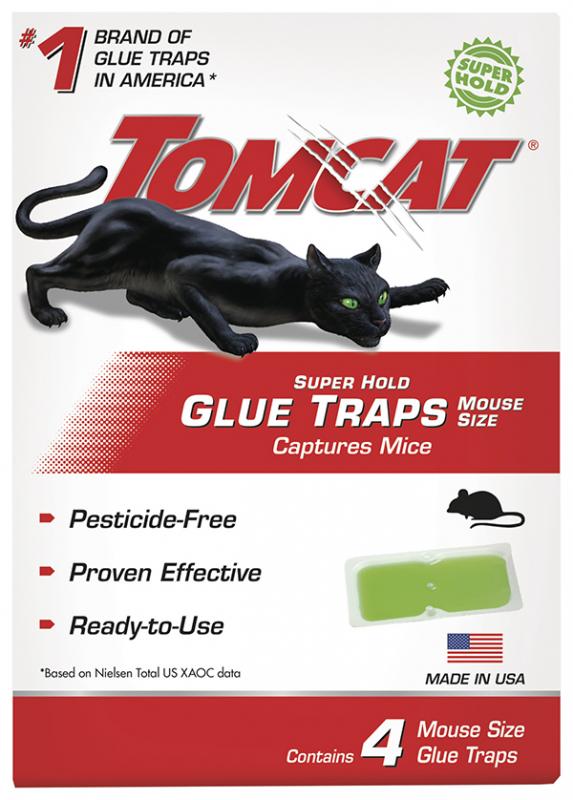 #1 BRAND OF
GLUE TRAPS
IN AMERICA*
SUPER
HOLD
TOMCAT®
SUPER HOLD
GLUE TRAPS MOUSE
SIZE
Captures Mice
Pesticide-Free
Proven Effective
Ready-to-Use
*Based on Nielsen Total US XAOC data
MADE IN USA
Contains 4 Mouse Size
Glue Traps